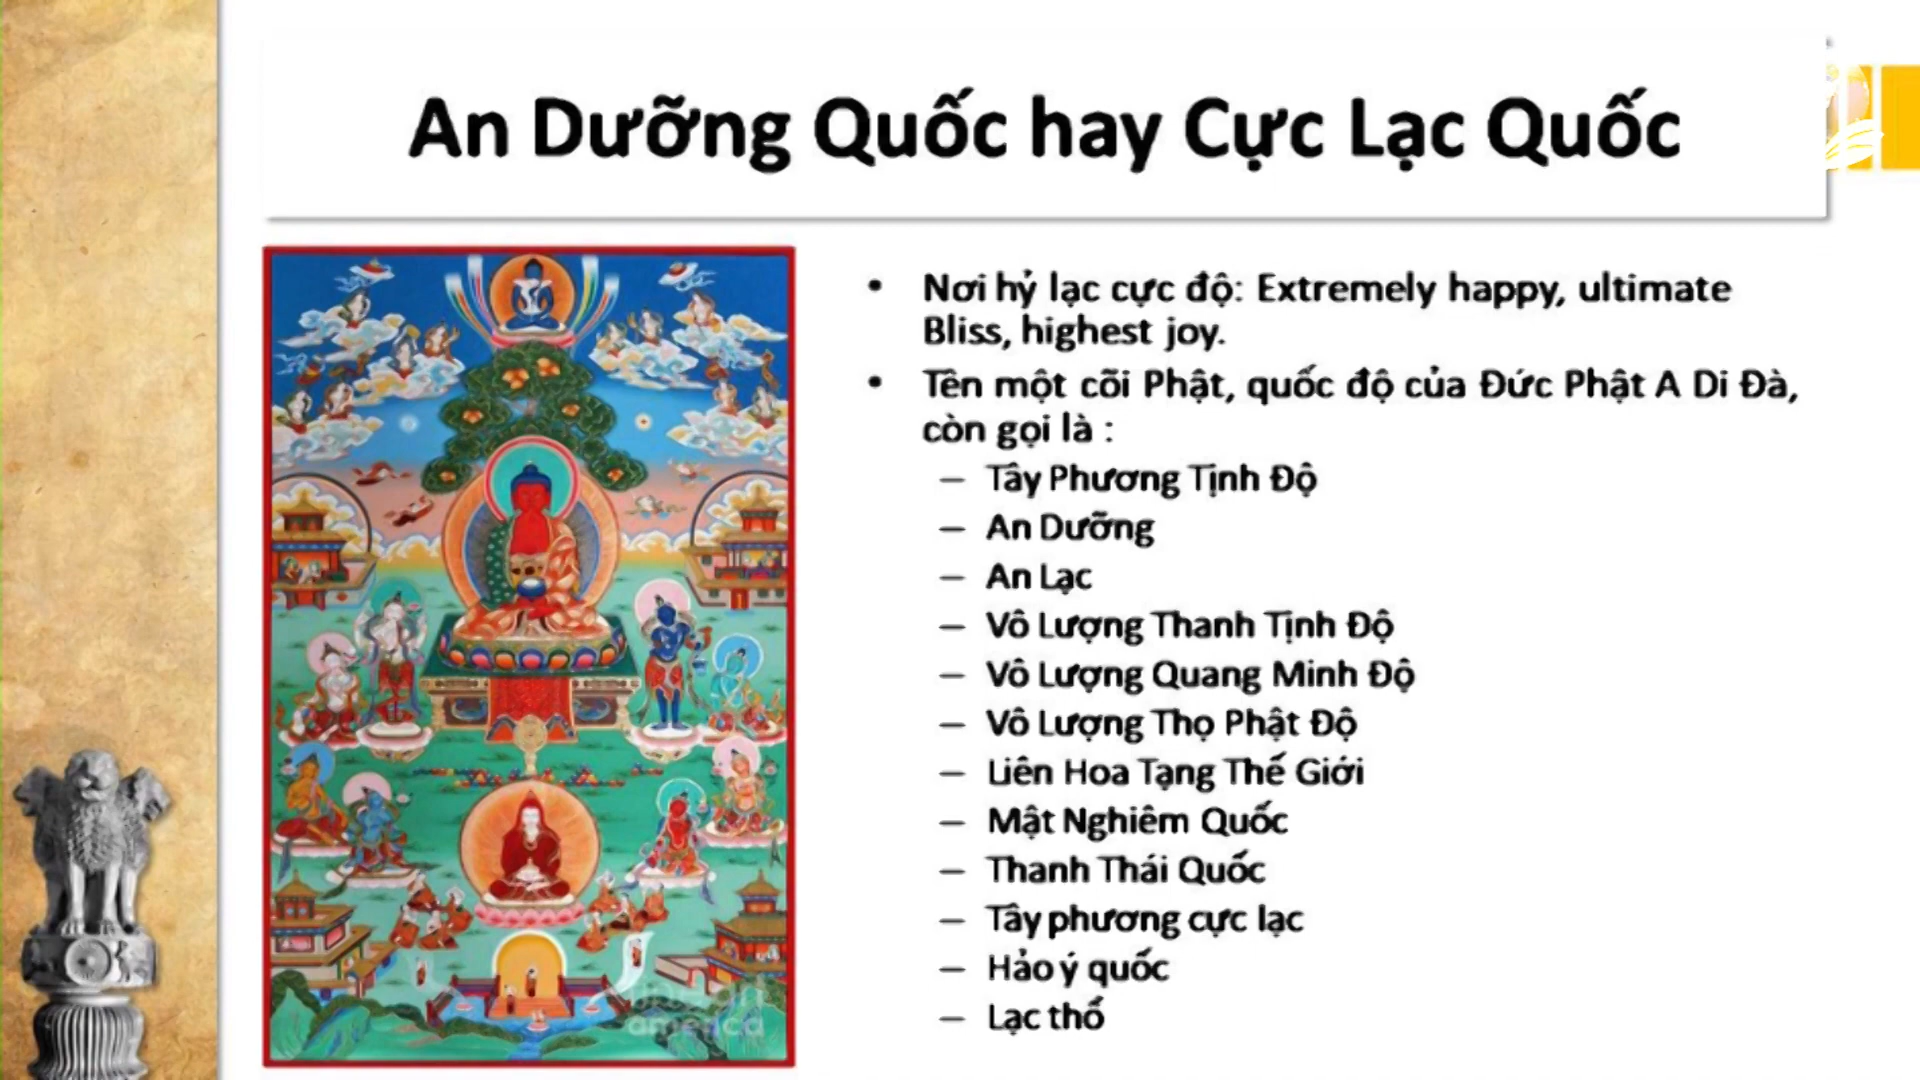 An Dưỡng Quốc hay Cực Lạc Quốc
• Nơi hỷ lạc cực độ: Extremely happy, ultimate
Bliss, highest joy.
• Tên một cõi Phật, quốc độ của Đức Phật A Di Đà,
còn gọi là :
– Tây Phương Tịnh Độ
– An Dưỡng
– An Lạc
– Vô Lượng Thanh Tịnh Độ
– Vô Lượng Quang Minh Độ
– Vô Lượng Thọ Phật Độ
– Liên Hoa Tạng Thế Giới
– Mật Nghiêm Quốc
– Thanh Thái Quốc
– Tây phương cực lạc
– Hảo ý quốc
– Lạc thổ
america